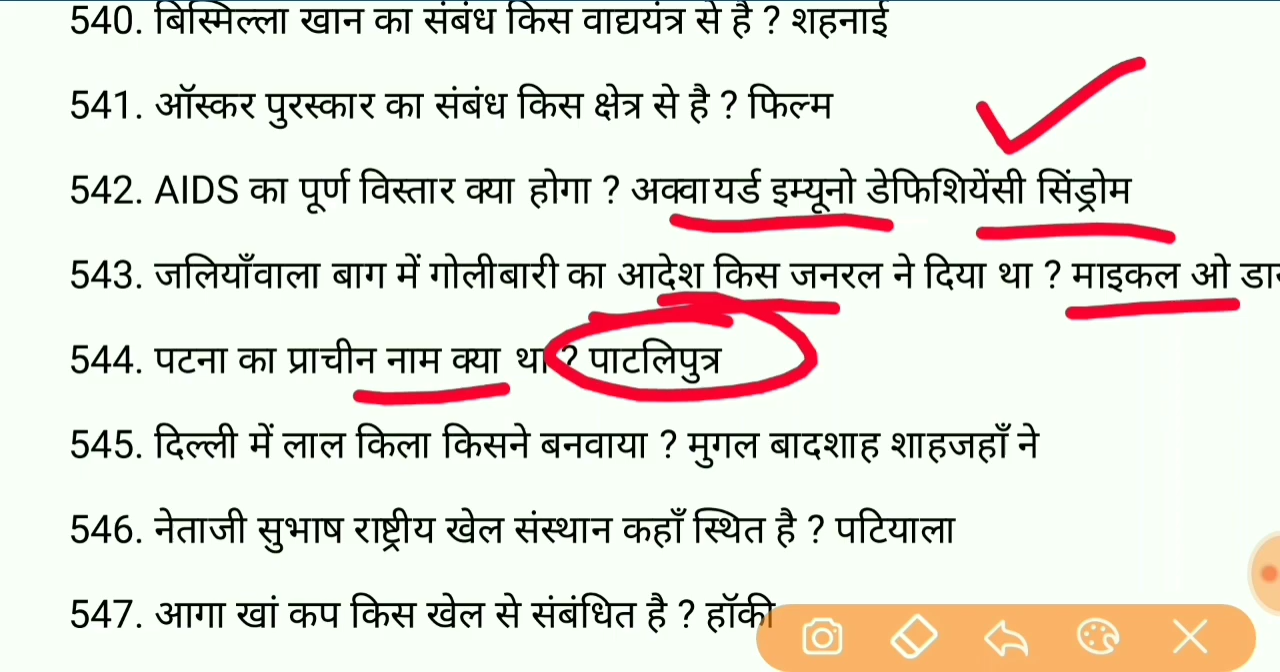 540. बिस्मिल्ला खान का संबंध किस वाद्ययंत्र से है ? शहनाई
541. ऑस्कर पुरस्कार का संबंध किस क्षेत्र से है ? फिल्म
542. AIDS का पूर्ण विस्तार क्या होगा ? अक्वायर्ड इम्यूनो डेफिशियेंसी सिंड्रोम
543. जलियाँवाला बाग में गोलीबारी का आदेश किस जनरल ने दिया था ? माइकल ओ
544. पटना का प्राचीन नाम क्या था ? पाटलिपुत्र
545. दिल्ली में लाल किला किसने बनवाया ? मुगल बादशाह शाहजहाँ ने
546. नेताजी सुभाष राष्ट्रीय खेल संस्थान कहाँ स्थित है ? पटियाला
547. आगा खां कप किस खेल से संबंधित है ? हॉकी